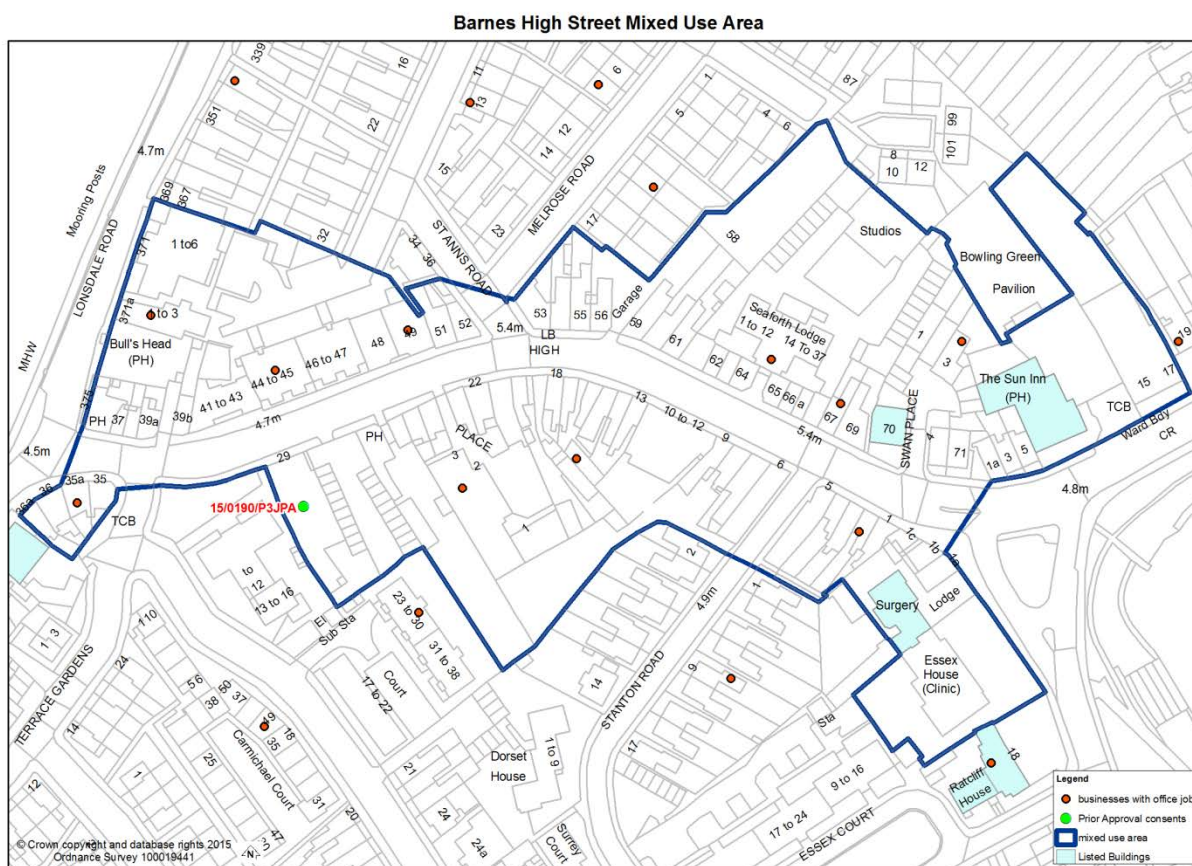 Barnes High Street Mixed Use Area
339
351
16
22
11
13
6
1
5
87
4
6
99
101
8
10
12
4.7m
Mooring Posts
369
367
32
15
14
12
23
MELROSE ROAD
17
58
Studios
LONSDALE ROAD
371
1 to6
34
36
ST ANNS ROAD
Bowling Green
Pavilion
371a
Bull's Head
(PH)
MHW
375
PH
37
39a
39b
41 to 43
44 to 45
46 to 47
48
51
52
5.4m
53
55
56
LB
HIGH
Garage
59
61
62
64
65
66 a
67
69
70
Seaforth Lodge
1 to 12
14 To 37
1
3
The Sun Inn
(PH)
19
17
15
TCB
Ward Bdy
CR
SWAN PLACE
4
71
1a
3
5
4.8m
4.5m
4.7m
22
18
13
10 to 12
9
5.4m
6
5
PH
PLACE
3
2
1
29
35a
35
36
36a
TCB
15/0190/P3JPA
1
1c
1b
1a
to
12
13 to 16
El
Sub Sta
23 to 30
31 to 38
Court
17 to 22
2
4.9m
1
9
14
17
STANTON ROAD
Surgery
Lodge
Essex
House
(Clinic)
Sta
1
3
1 10
TERRACE GARDENS
24
14
12
56
50
38
37
18
35
25
Carmichael Court
31
1
47
20
21
24
24a
Dorset
House
1 to 9
Surrey
Court
9 to 16
17 to 24
ESSEX COURT
Ratcliff
House
18
Legend
businesses with office job
Prior Approval consents
mixed use area
Listed Buildings
© Crown copyright and database rights 2015
Ordnance Survey 100019441
N